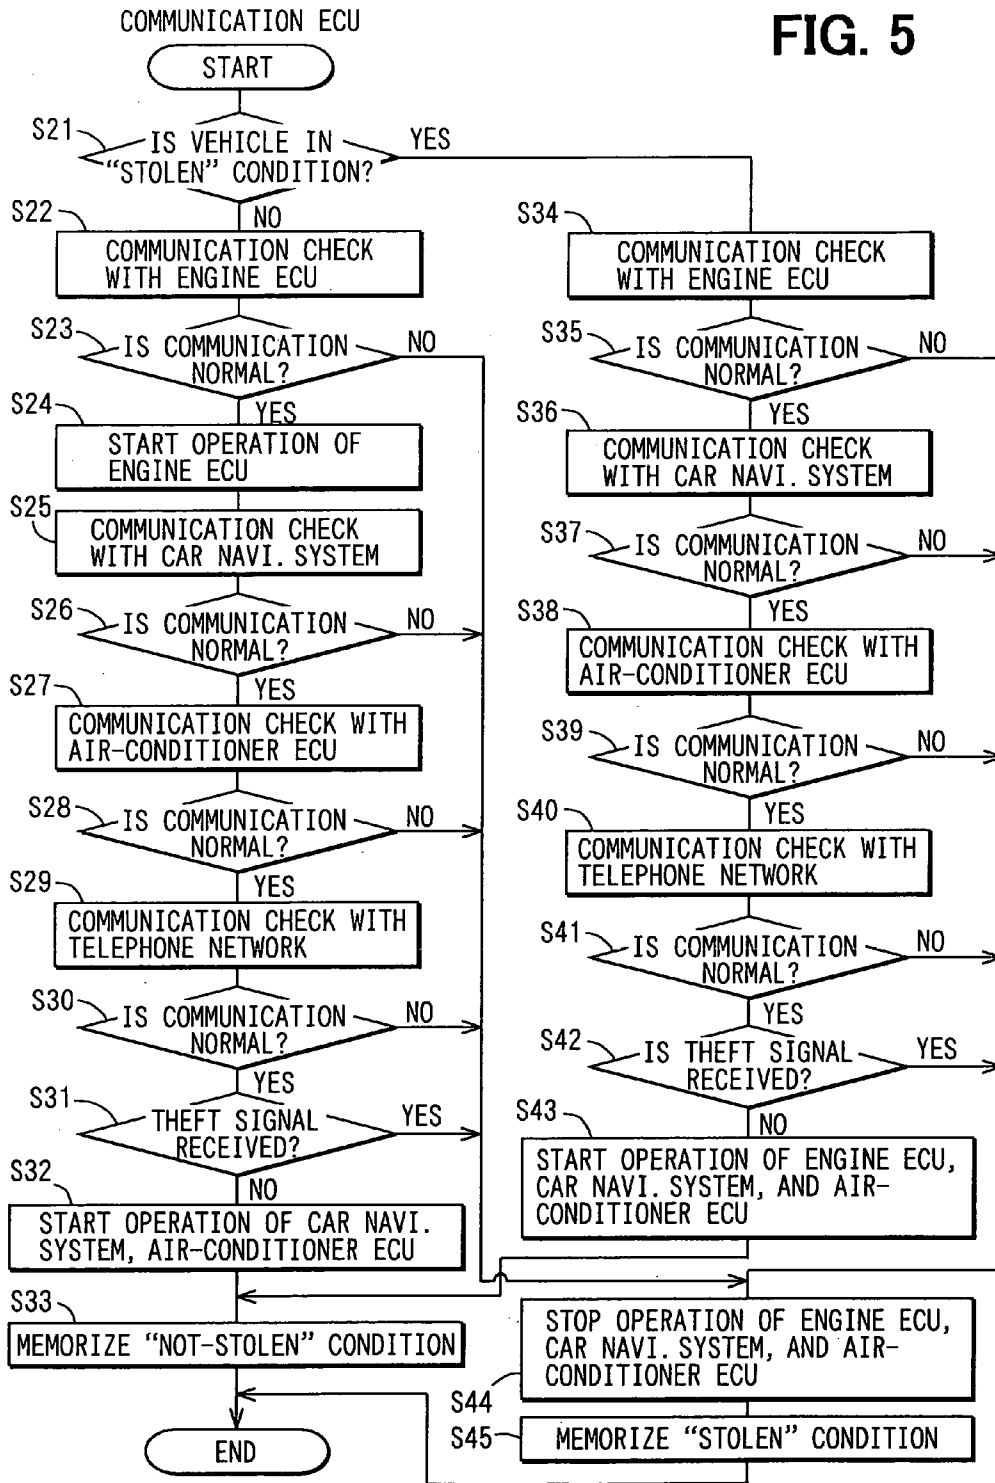 COMMUNICATION ECU
FIG. 5
START
S21
IS VEHICLE IN
“STOLEN” CONDITION?
YES
NO
S22
COMMUNICATION CHECK
WITH ENGINE ECU
S23
IS COMMUNICATION
NORMAL?
NO
YES
S24
START OPERATION OF
ENGINE ECU
S25
COMMUNICATION CHECK
WITH CAR NAVI. SYSTEM
S26
IS COMMUNICATION
NORMAL?
NO
YES
S27
COMMUNICATION CHECK WITH
AIR-CONDITIONER ECU
S28
IS COMMUNICATION
NORMAL?
NO
YES
S29
COMMUNICATION CHECK WITH
TELEPHONE NETWORK
S30
IS COMMUNICATION
NORMAL?
NO
YES
S31
THEFT SIGNAL
RECEIVED?
YES
NO
S32
START OPERATION OF CAR NAVI.
SYSTEM, AIR-CONDITIONER ECU
S33
MEMORIZE “NOT-STOLEN” CONDITION
END
S34
COMMUNICATION CHECK
WITH ENGINE ECU
S35
IS COMMUNICATION
NORMAL?
NO
YES
S36
COMMUNICATION CHECK
WITH CAR NAVI. SYSTEM
S37
IS COMMUNICATION
NORMAL?
NO
YES
S38
COMMUNICATION CHECK WITH
AIR-CONDITIONER ECU
S39
IS COMMUNICATION
NORMAL?
NO
YES
S40
COMMUNICATION CHECK WITH
TELEPHONE NETWORK
S41
IS COMMUNICATION
NORMAL?
NO
YES
S42
IS THEFT SIGNAL
RECEIVED?
YES
NO
S43
START OPERATION OF ENGINE ECU,
CAR NAVI. SYSTEM, AND AIR-
CONDITIONER ECU
STOP OPERATION OF ENGINE ECU,
CAR NAVI. SYSTEM, AND AIR-
CONDITIONER ECU
S44
S45
MEMORIZE “STOLEN” CONDITION